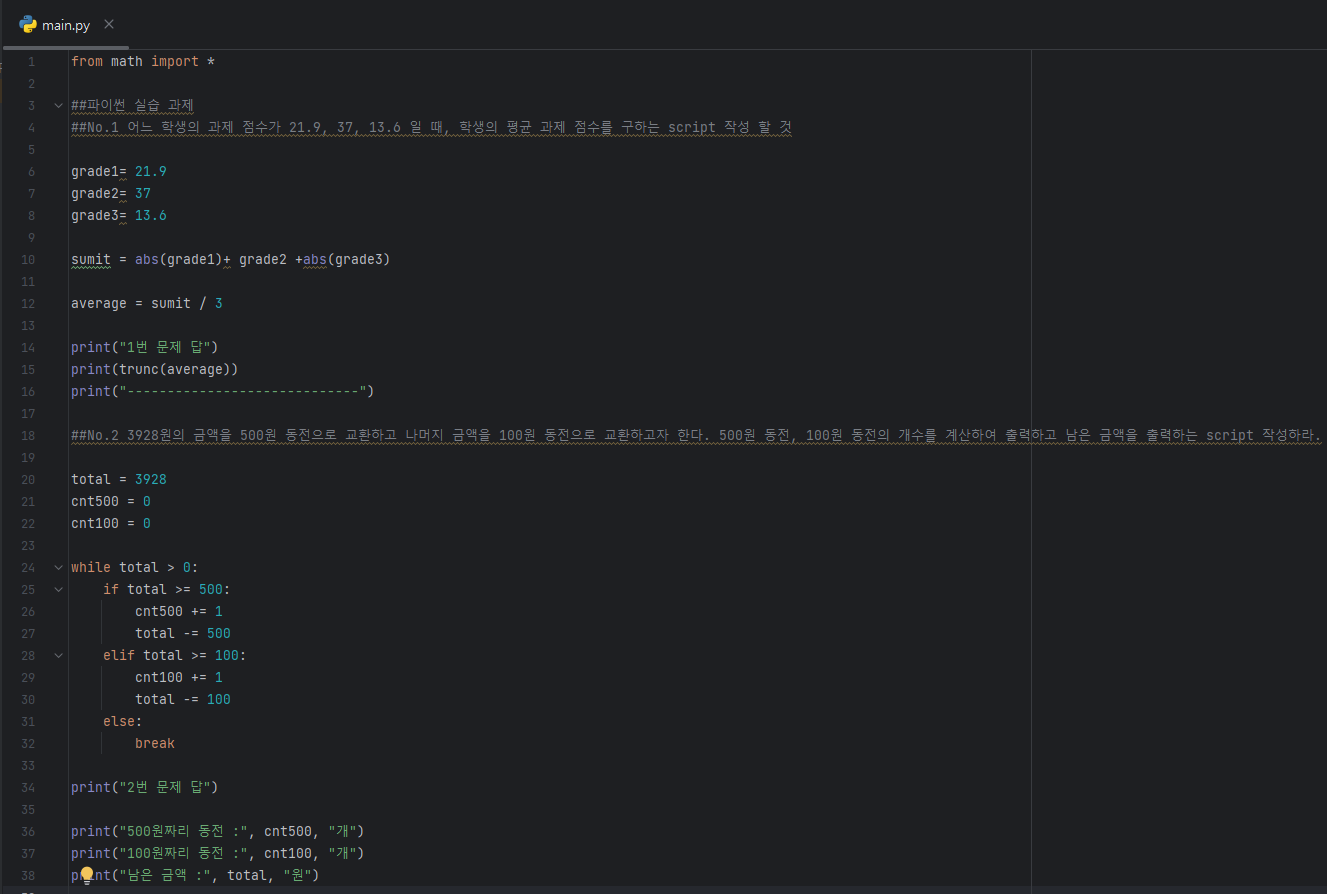 main.py
1 from math import *
2
3 ##파이썬 실습 과제
4 ##No.1 어느 학생의 과제 점수가 21.9, 37, 13.6 일 때, 학생의 평균 과제 점수를 구하는 script 작성 할 것
5
6 grade1= 21.9
7 grade2= 37
8 grade3= 13.6
9
10 sumit = abs(grade1)+ grade2 +abs(grade3)
11
12 average = sumit / 3
13
14 print("1번 문제 답")
15 print(trunc(average))
16 print("-----------------------------")
17
18 ##No.2 3928원의 금액을 500원 동전으로 교환하고 나머지 금액을 100원 동전으로 교환하고자 한다. 500원 동전, 100원 동전의 개수를 계산하여 출력하고 남은 금액을 출력하는 script 작성하라.
19
20 total = 3928
21 cnt500 = 0
22 cnt100 = 0
23
24 while total > 0:
25 if total >= 500:
26 cnt500 += 1
27 total -= 500
28 elif total >= 100:
29 cnt100 += 1
30 total -= 100
31 else:
32 break
33
34 print("2번 문제 답")
35
36 print("500원짜리 동전 :", cnt500, "개")
37 print("100원짜리 동전 :", cnt100, "개")
38 print("남은 금액 :", total, "원")